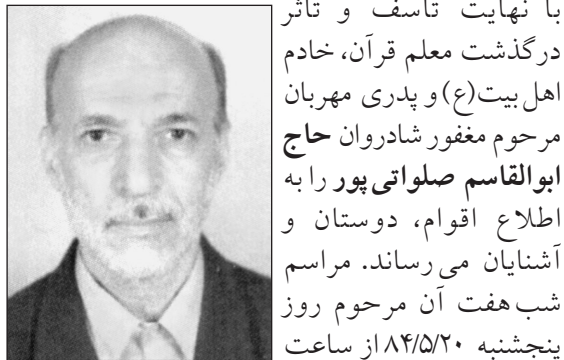 با نهایت تاسف و تاثر
درگذشت معلم قرآن، خادم
اهل بیت(ع) و پدری مهربان
مرحوم مغفور شادروان حاج
ابوالقاسم صلواتی‌پور را به
اطلاع اقوام، دوستان و
آشنایان می‌رساند. مراسم
شب هفت آن مرحوم روز
پنجشنبه ۸۴/۵/۲۰ از ساعت